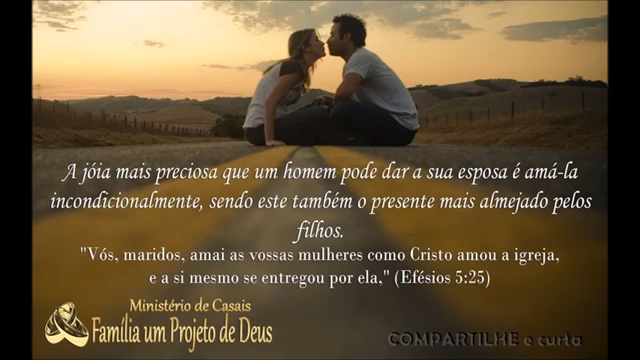 A jóia mais preciosa que um homem pode dar a sua esposa é amá-la
incondicionalmente, sendo este também o presente mais almejado pelos
filhos.
"Vós, maridos, amai as vossas mulheres como Cristo amou a igreja,
e a si mesmo se entregou por ela," (Efésios 5:25)
Ministério de Casais
Família um Projeto de Deus
COMPARTILHE e curta